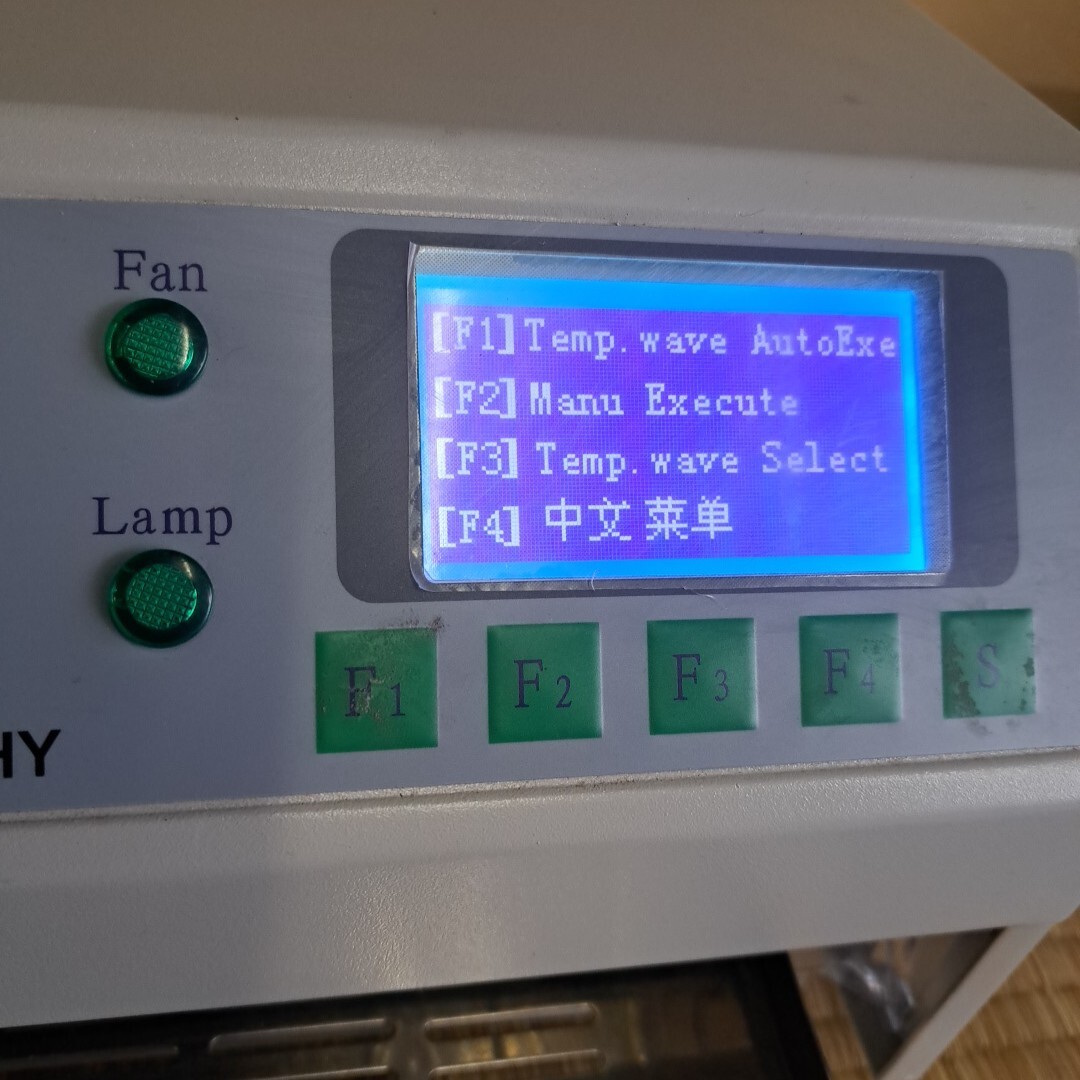 Fan
[F1]Temp.wave AutoExe
[F2]Manu Execute
[F3]Temp.wave Select
[F4] 中文菜单
Lamp
F1 F2 F3 F4 S
HY